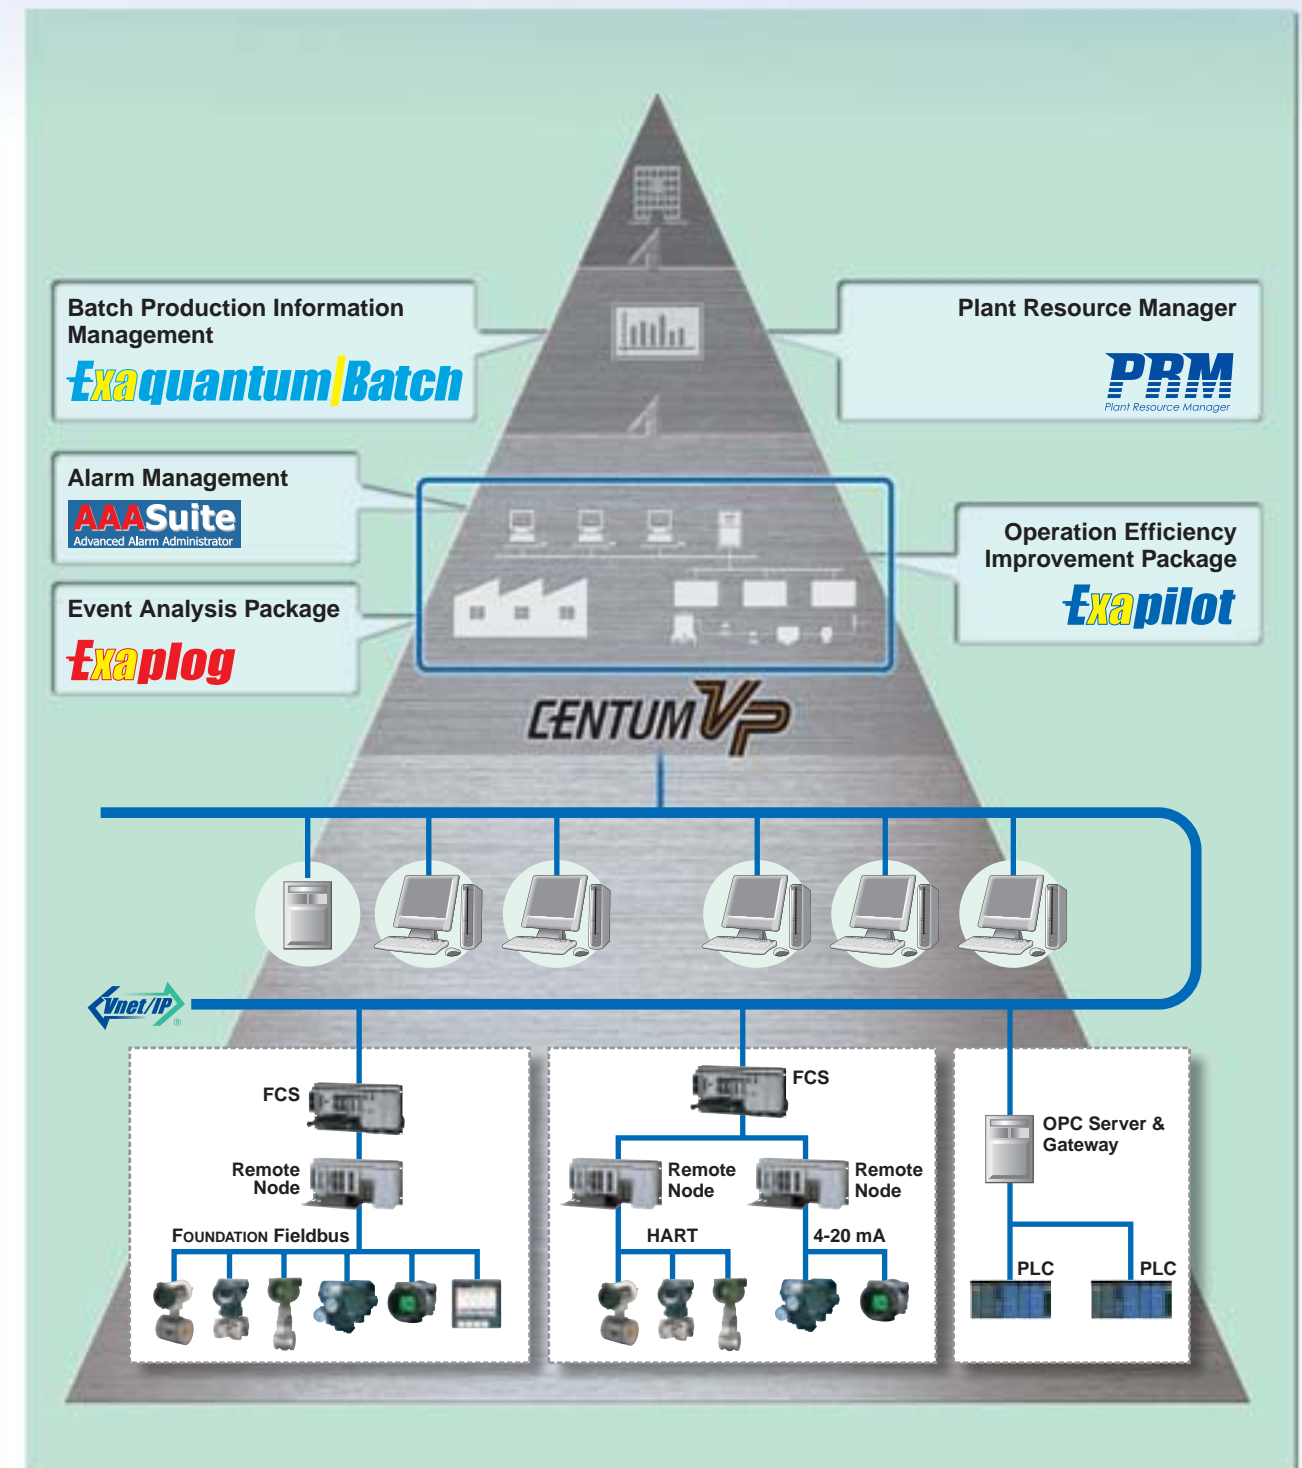 Batch Production Information
Management
Exaquantum/Batch
Plant Resource Manager
PRM
Plant Resource Manager
Alarm Management
AAASuite
Advanced Alarm Administrator
Operation Efficiency
Improvement Package
Exapilot
Event Analysis Package
Exaplog
CENTUM VP
Vnet/IP
®
FCS
Remote
Node
FOUNDATION Fieldbus
FCS
Remote
Node
Remote
Node
HART
4-20 mA
OPC Server &
Gateway
PLC
PLC